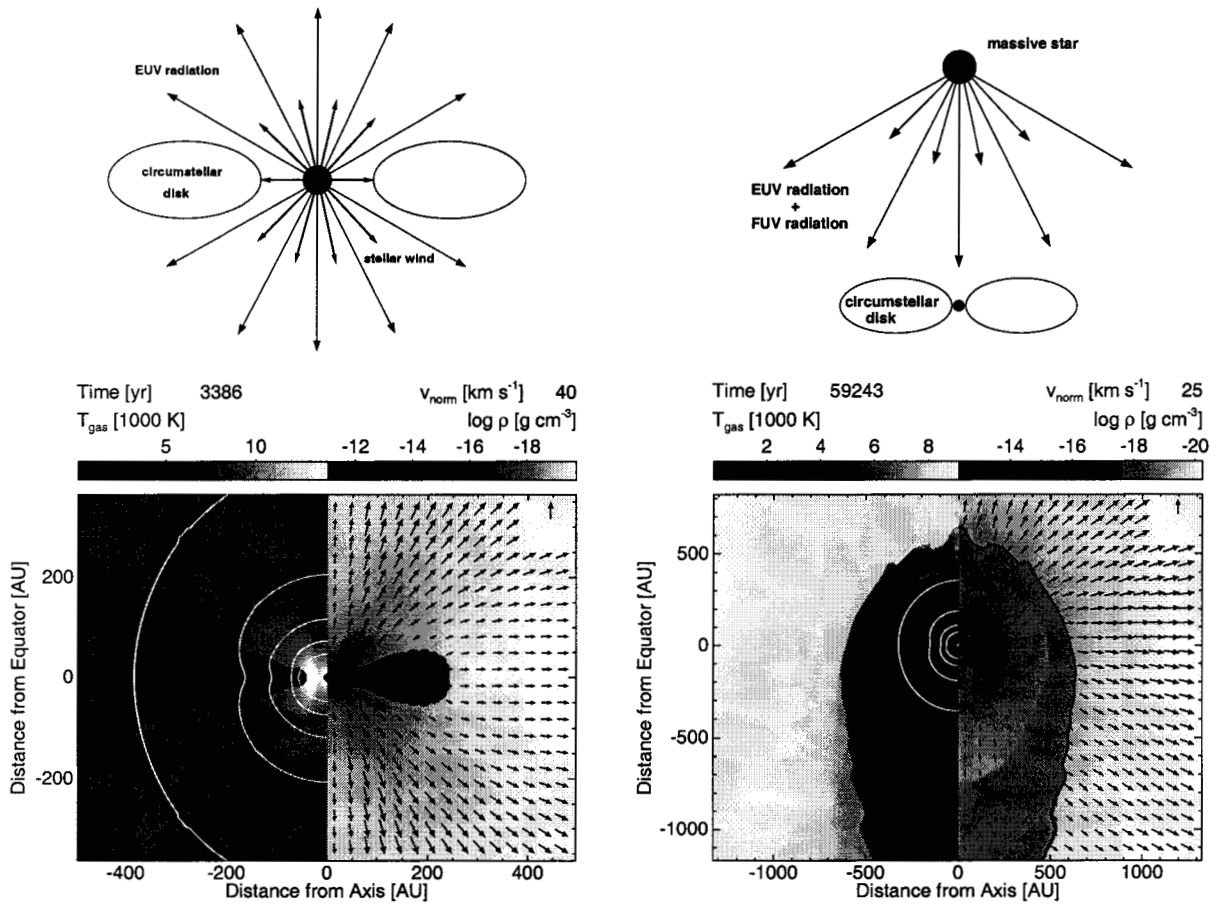 EUV radiation
circumstellar
disk
stellar wind
massive star
EUV radiation
+
FUV radiation
circumstellar
disk
Time [yr] 3386 v_norm [km s⁻¹] 40
T_gas [1000 K] log ρ [g cm⁻³]
5 10 -12 -14 -16 -18
Distance from Equator [AU]
200
0
-200
-400 -200 0 200 400
Distance from Axis [AU]
Time [yr] 59243 v_norm [km s⁻¹] 25
T_gas [1000 K] log ρ [g cm⁻³]
2 4 6 8 -14 -16 -18 -20
Distance from Equator [AU]
500
0
-500
-1000
-1000 -500 0 500 1000
Distance from Axis [AU]